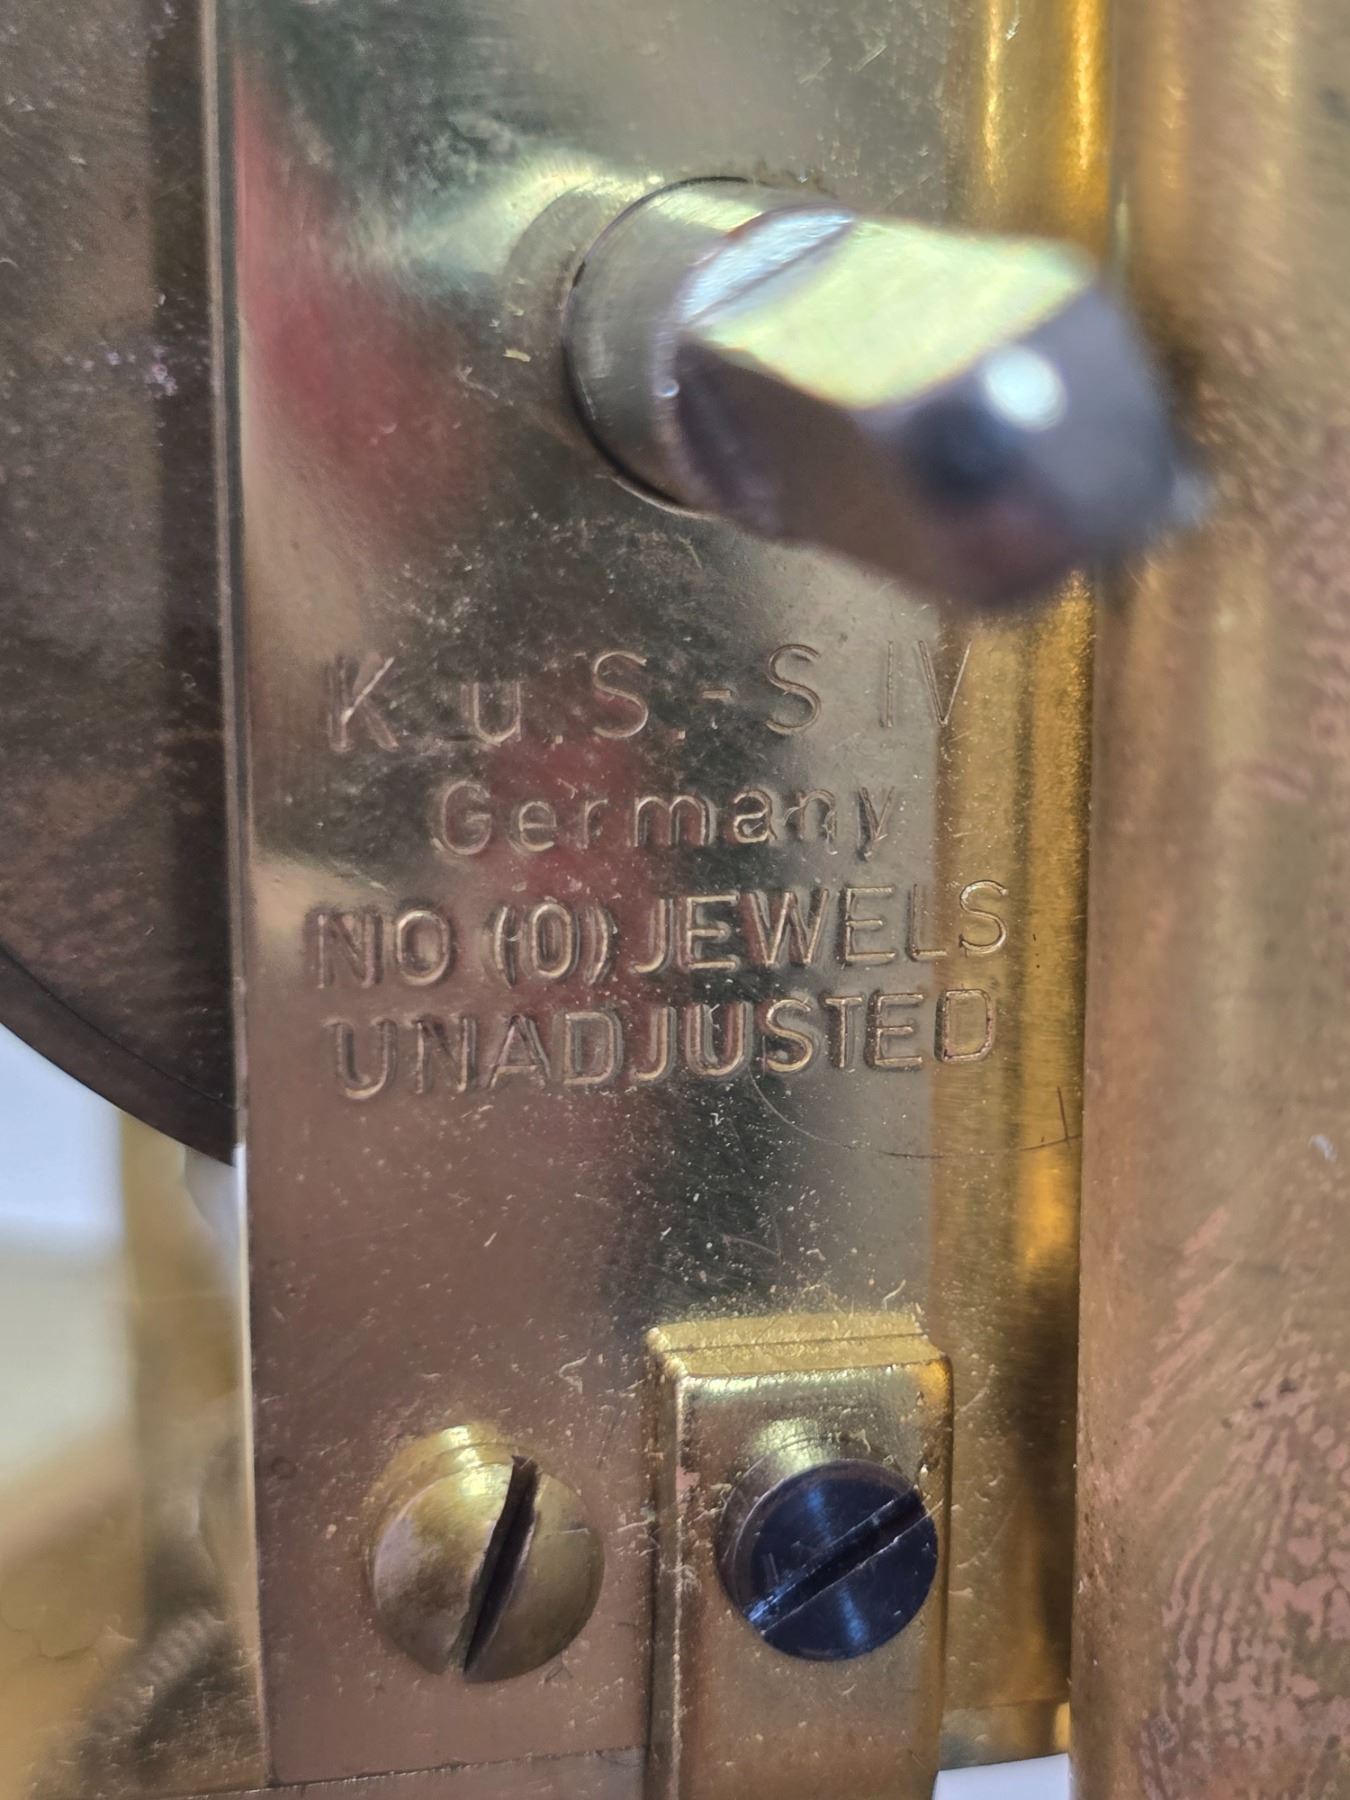 K.u.S.-S IV
Germany
NO (0) JEWELS
UNADJUSTED